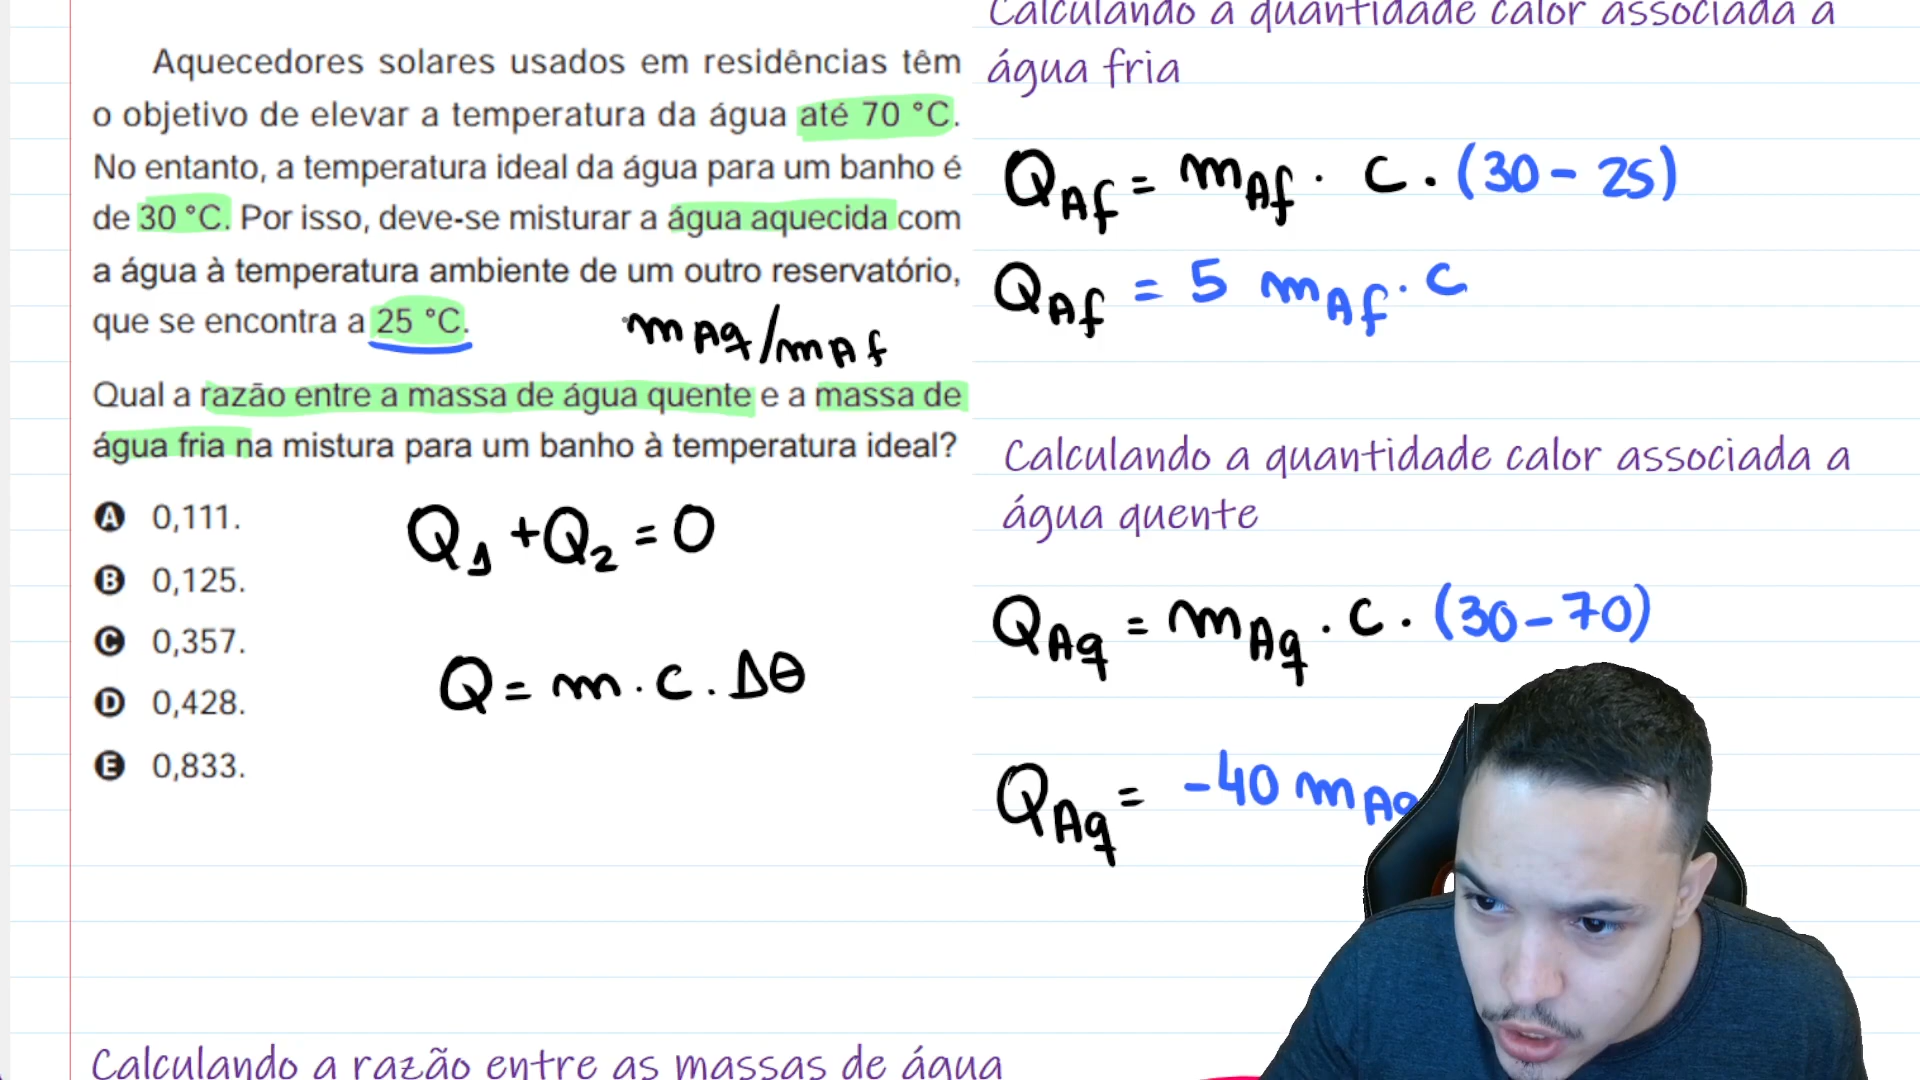 Aquecedores solares usados em residências têm
o objetivo de elevar a temperatura da água até 70 °C.
No entanto, a temperatura ideal da água para um banho é
de 30 °C. Por isso, deve-se misturar a água aquecida com
a água à temperatura ambiente de um outro reservatório,
que se encontra a 25 °C.
mAq/mAf
Qual a razão entre a massa de água quente e a massa de
água fria na mistura para um banho à temperatura ideal?
A 0,111.
B 0,125.
C 0,357.
D 0,428.
E 0,833.
Q1 + Q2 = 0
Q = m . c . Δθ
Calculando a quantidade calor associada a
água fria
QAf = mAf . c . (30 - 25)
QAf = 5 mAf . c
Calculando a quantidade calor associada a
água quente
QAq = mAq . c . (30 - 70)
QAq = -40 mAq
Calculando a razão entre as massas de água